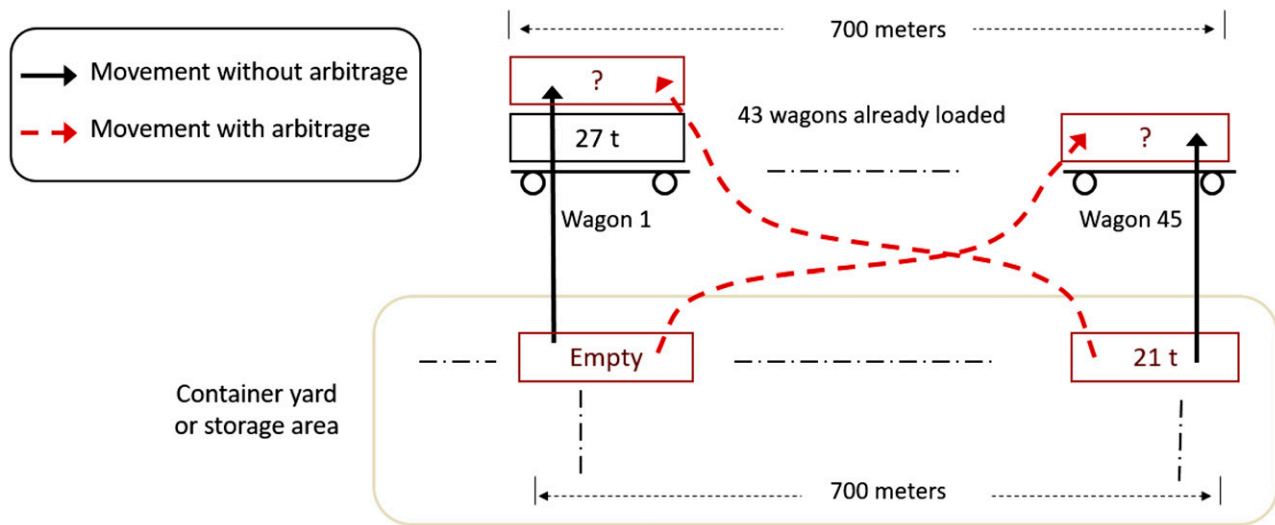 700 meters
Movement without arbitrage
Movement with arbitrage
?
43 wagons already loaded
27 t
?
Wagon 1
Wagon 45
Empty
21 t
Container yard
or storage area
700 meters